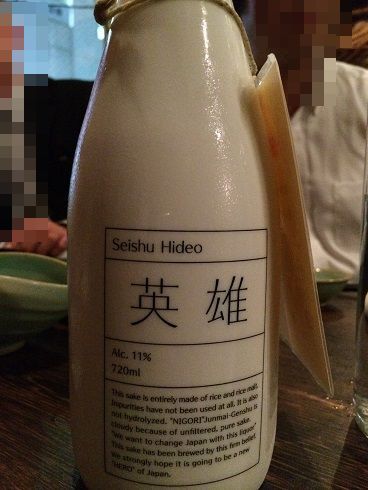 Seishu Hideo
英雄
Alc. 11%
720ml
This sake is entirely made of rice and rice malt.
Impurities have not been used at all. It is also
not hydrolyzed. "NIGORI"Junmai-Genshu is
cloudy because of unfiltered, pure sake.
"We want to change Japan with this liquor"
This sake has been brewed by this firm belief.
We strongly hope it is going to be a new
"HERO" of Japan.